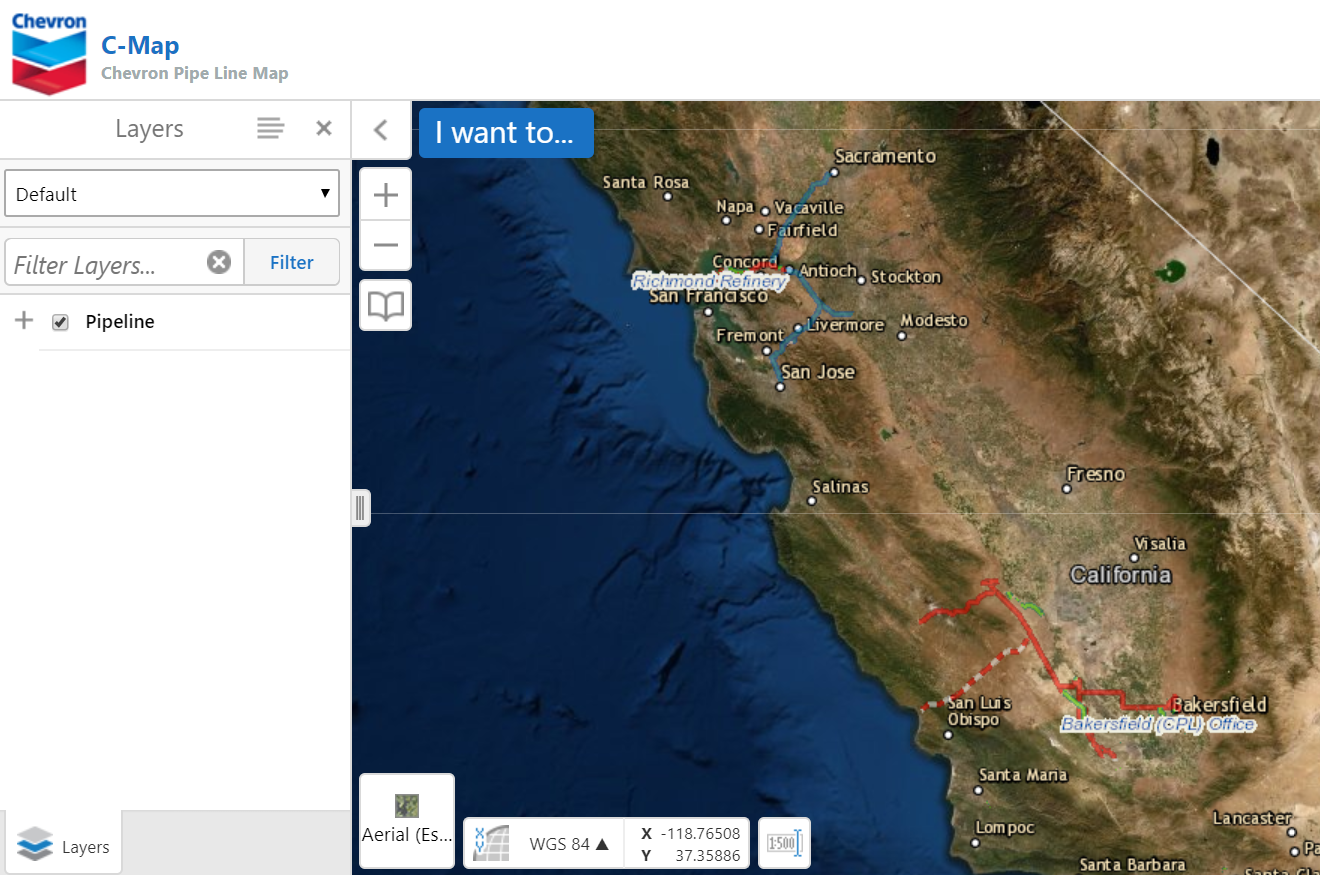 Chevron
C-Map
Chevron Pipe Line Map
Layers
I want to...
Default
Filter Layers...
Filter
Pipeline
Sacramento
Santa Rosa
Napa
Vacaville
Fairfield
Concord
Antioch
Stockton
Richmond Refinery
San Francisco
Livermore
Modesto
Fremont
San Jose
Salinas
Fresno
Visalia
California
San Luis
Obispo
Bakersfield
Bakersfield (CPL) Office
Santa Maria
Lompoc
Lancaster
Pa
Santa Barbara
Santa Cla
Aerial (Es...
XY
WGS 84 ▲
X -118.76508
Y 37.35886
1:500
Layers